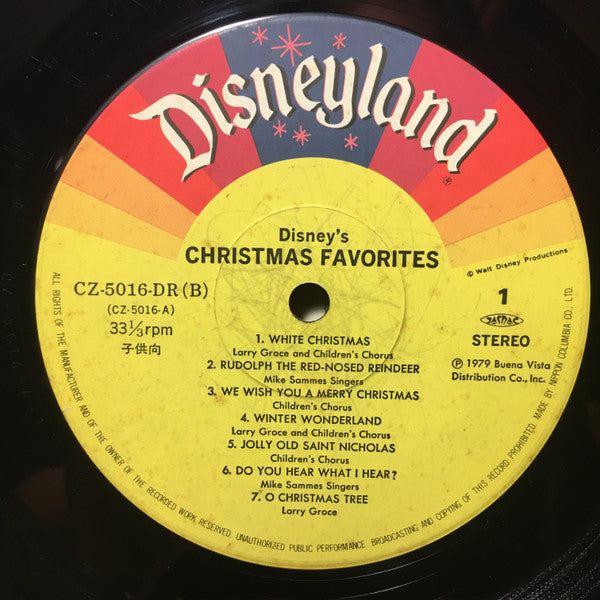 Disneyland
®
Disney's
CHRISTMAS FAVORITES
© Walt Disney Productions
CZ-5016-DR(B)
(CZ-5016-A)
33⅓rpm
子供向
1
JASRAC
STEREO
Ⓟ 1979 Buena Vista
Distribution Co., Inc.
1. WHITE CHRISTMAS
Larry Groce and Children's Chorus
2. RUDOLPH THE RED-NOSED REINDEER
Mike Sammes Singers
3. WE WISH YOU A MERRY CHRISTMAS
Children's Chorus
4. WINTER WONDERLAND
Larry Groce and Children's Chorus
5. JOLLY OLD SAINT NICHOLAS
Children's Chorus
6. DO YOU HEAR WHAT I HEAR?
Mike Sammes Singers
7. O CHRISTMAS TREE
Larry Groce
ALL RIGHTS OF THE MANUFACTURER AND OF THE OWNER OF THE RECORDED WORK RESERVED. UNAUTHORIZED PUBLIC PERFORMANCE, BROADCASTING AND COPYING OF THIS RECORD PROHIBITED. MADE BY NIPPON COLUMBIA CO. LTD.